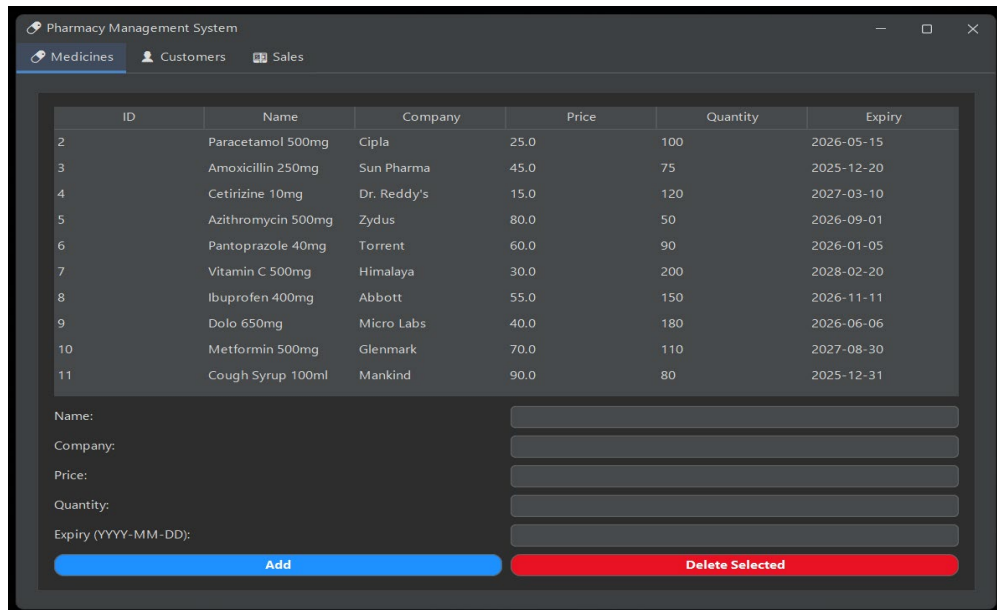 Pharmacy Management System
Medicines Customers Sales
ID Name Company Price Quantity Expiry
2 Paracetamol 500mg Cipla 25.0 100 2026-05-15
3 Amoxicillin 250mg Sun Pharma 45.0 75 2025-12-20
4 Cetirizine 10mg Dr. Reddy's 15.0 120 2027-03-10
5 Azithromycin 500mg Zydus 80.0 50 2026-09-01
6 Pantoprazole 40mg Torrent 60.0 90 2026-01-05
7 Vitamin C 500mg Himalaya 30.0 200 2028-02-20
8 Ibuprofen 400mg Abbott 55.0 150 2026-11-11
9 Dolo 650mg Micro Labs 40.0 180 2026-06-06
10 Metformin 500mg Glenmark 70.0 110 2027-08-30
11 Cough Syrup 100ml Mankind 90.0 80 2025-12-31
Name:
Company:
Price:
Quantity:
Expiry (YYYY-MM-DD):
Add Delete Selected